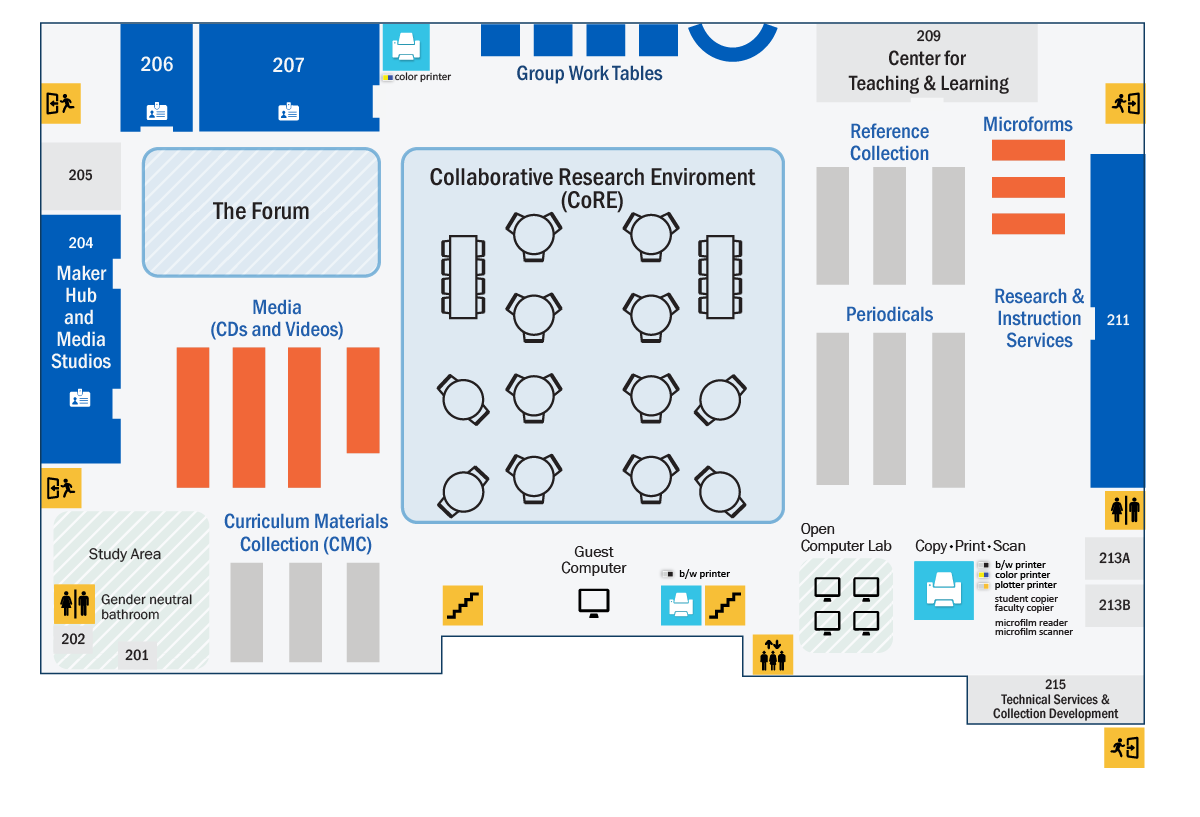 206
207
color printer
Group Work Tables
209
Center for
Teaching & Learning
205
The Forum
Collaborative Research Enviroment
(CoRE)
Reference
Collection
Microforms
204
Maker
Hub
and
Media
Studios
Media
(CDs and Videos)
Periodicals
Research &
Instruction
Services
211
Study Area
Gender neutral
bathroom
202
201
Curriculum Materials
Collection (CMC)
Guest
Computer
b/w printer
Open
Computer Lab
Copy•Print•Scan
b/w printer
color printer
plotter printer
student copier
faculty copier
microfilm reader
microfilm scanner
213A
213B
215
Technical Services &
Collection Development